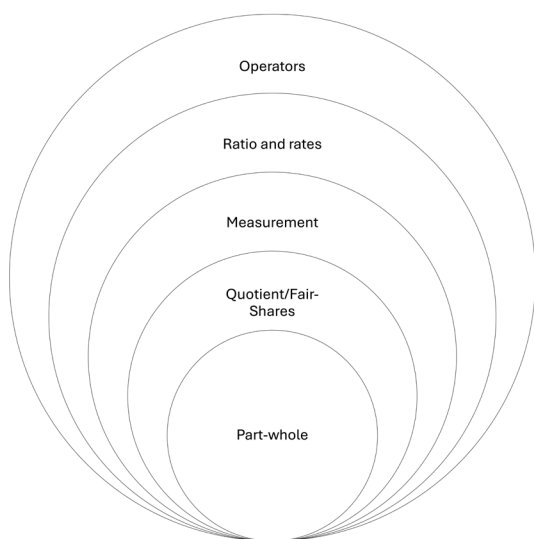 Operators
Ratio and rates
Measurement
Quotient/Fair-
Shares
Part-whole